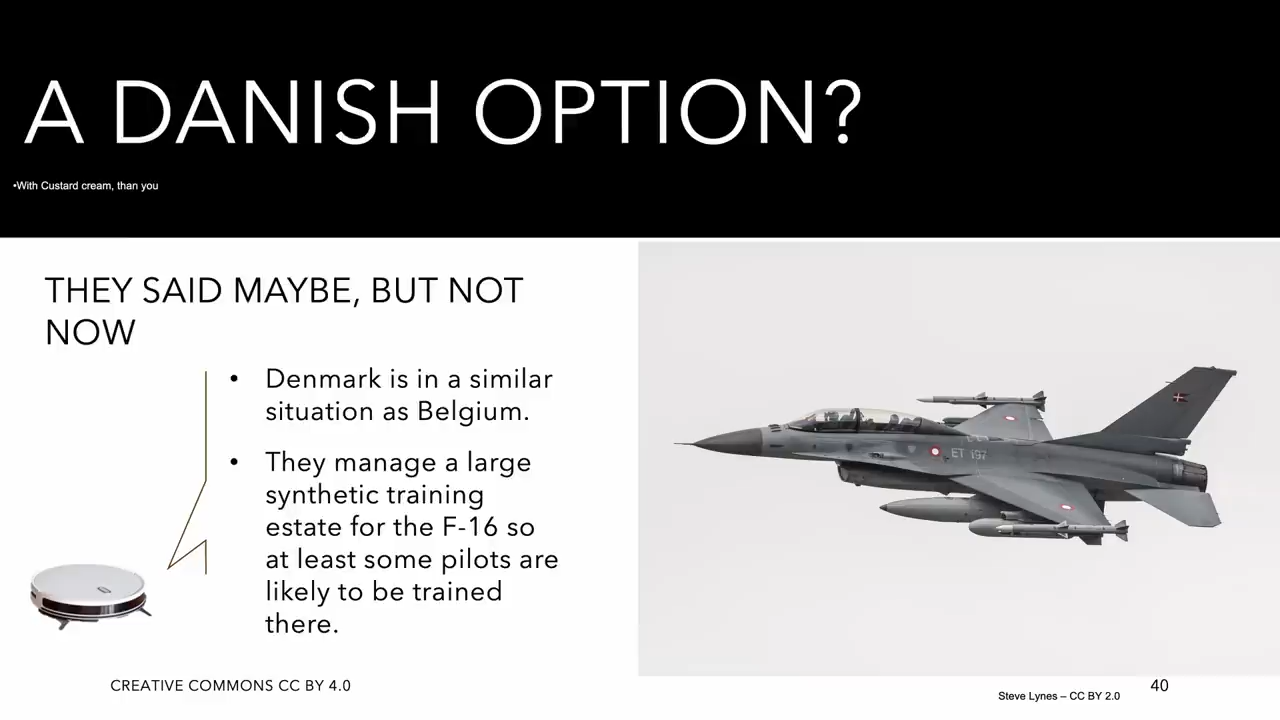 A DANISH OPTION?
•With Custard cream, than you
THEY SAID MAYBE, BUT NOT
NOW
• Denmark is in a similar
situation as Belgium.
• They manage a large
synthetic training
estate for the F-16 so
at least some pilots are
likely to be trained
there.
ET 197
CREATIVE COMMONS CC BY 4.0
Steve Lynes – CC BY 2.0
40